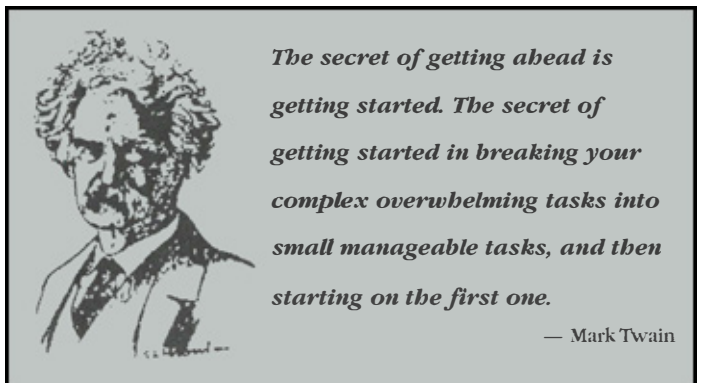 The secret of getting ahead is
getting started. The secret of
getting started in breaking your
complex overwhelming tasks into
small manageable tasks, and then
starting on the first one.
— Mark Twain